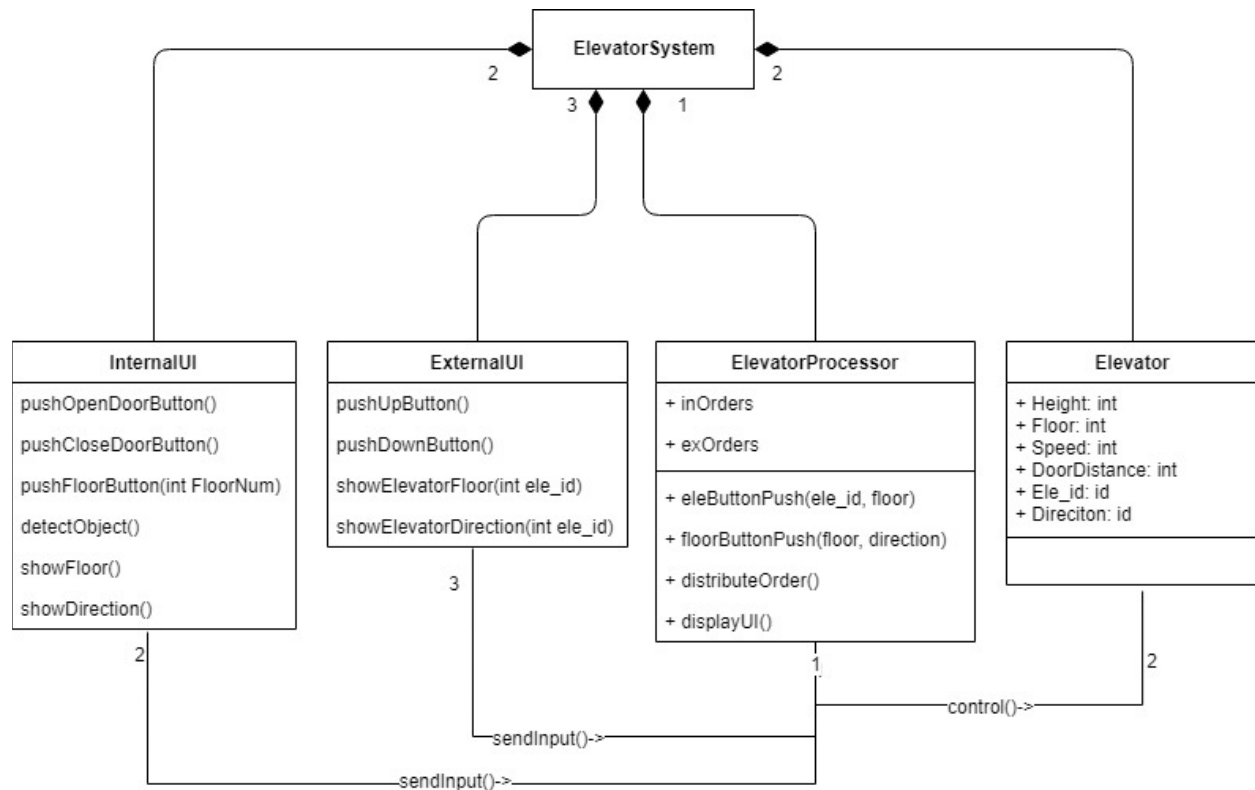 ElevatorSystem
2
3
1
2
InternalUI
pushOpenDoorButton()
pushCloseDoorButton()
pushFloorButton(int FloorNum)
detectObject()
showFloor()
showDirection()
ExternalUI
pushUpButton()
pushDownButton()
showElevatorFloor(int ele_id)
showElevatorDirection(int ele_id)
ElevatorProcessor
+ inOrders
+ exOrders
+ eleButtonPush(ele_id, floor)
+ floorButtonPush(floor, direction)
+ distributeOrder()
+ displayUI()
Elevator
+ Height: int
+ Floor: int
+ Speed: int
+ DoorDistance: int
+ Ele_id: id
+ Direciton: id
2
3
1
2
control()->
sendInput()->
sendInput()->